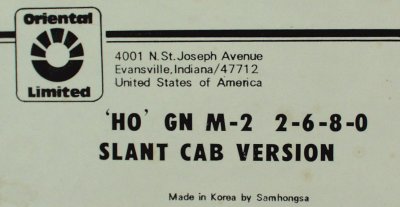 Oriental
Limited
4001 N.St.Joseph Avenue
Evansville,Indiana/47712
United States of America
'HO' GN M-2 2-6-8-0
SLANT CAB VERSION
Made in Korea by Samhongsa